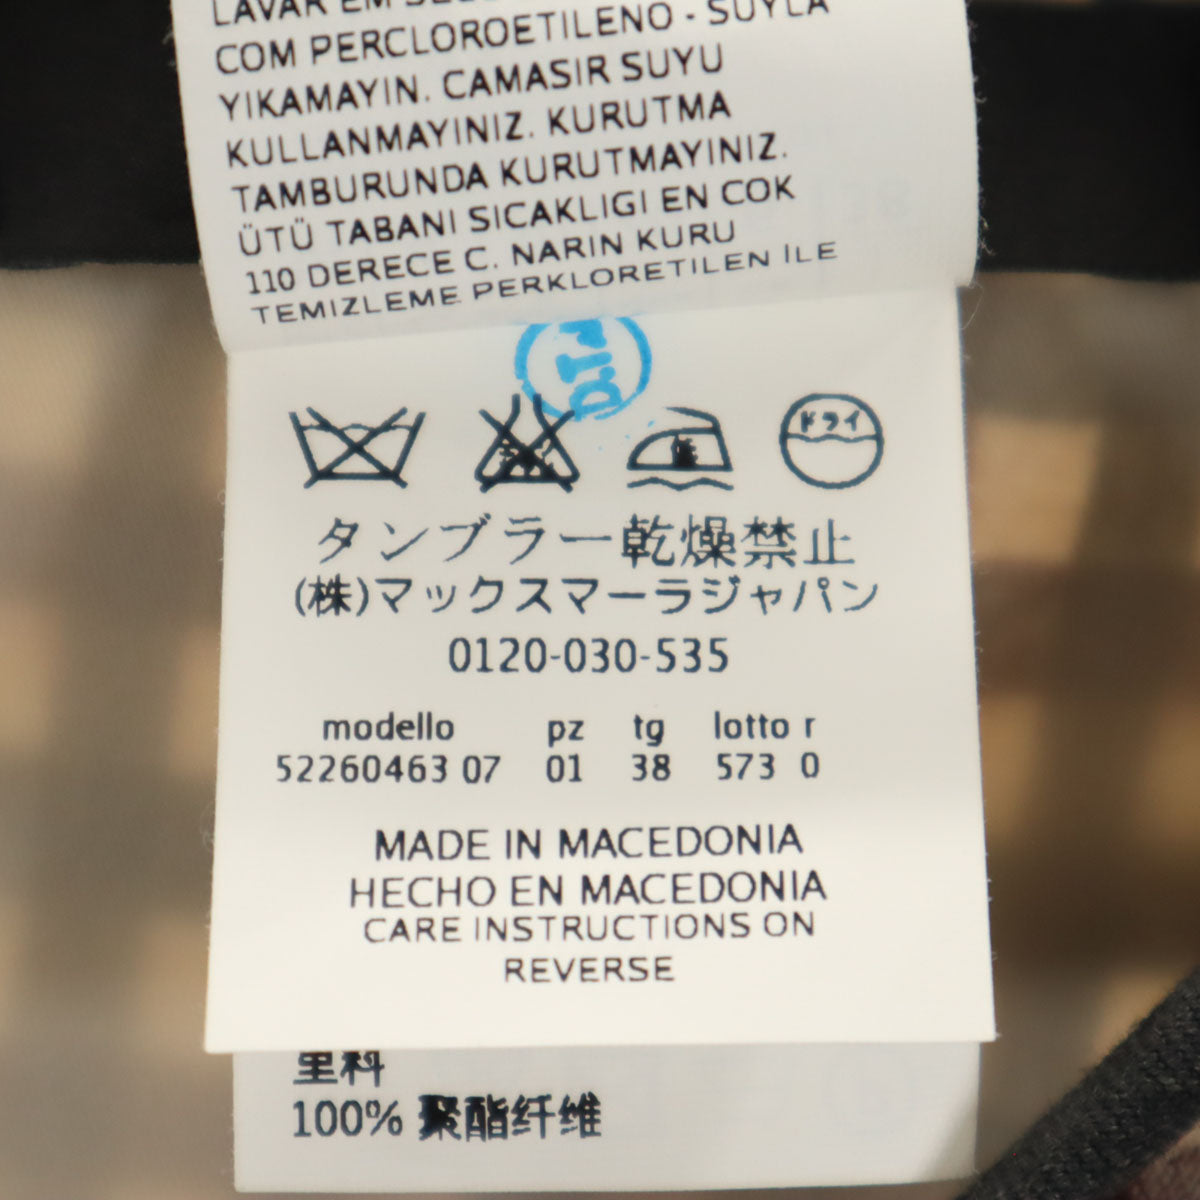 LAVAR EM
COM PERCLOROETILENO - SUYLA
YIKAMAYIN. CAMASIR SUYU
KULLANMAYINIZ. KURUTMA
TAMBURUNDA KURUTMAYINIZ.
ÜTÜ TABANI SICAKLIGI EN COK
110 DERECE C. NARIN KURU
TEMIZLEME PERKLORETILEN İLE
D.T.
ドライ
タンブラー乾燥禁止
(株)マックスマーラジャパン
0120-030-535
modello pz tg lotto r
52260463 07 01 38 573 0
MADE IN MACEDONIA
HECHO EN MACEDONIA
CARE INSTRUCTIONS ON
REVERSE
里料
100% 聚酯纤维